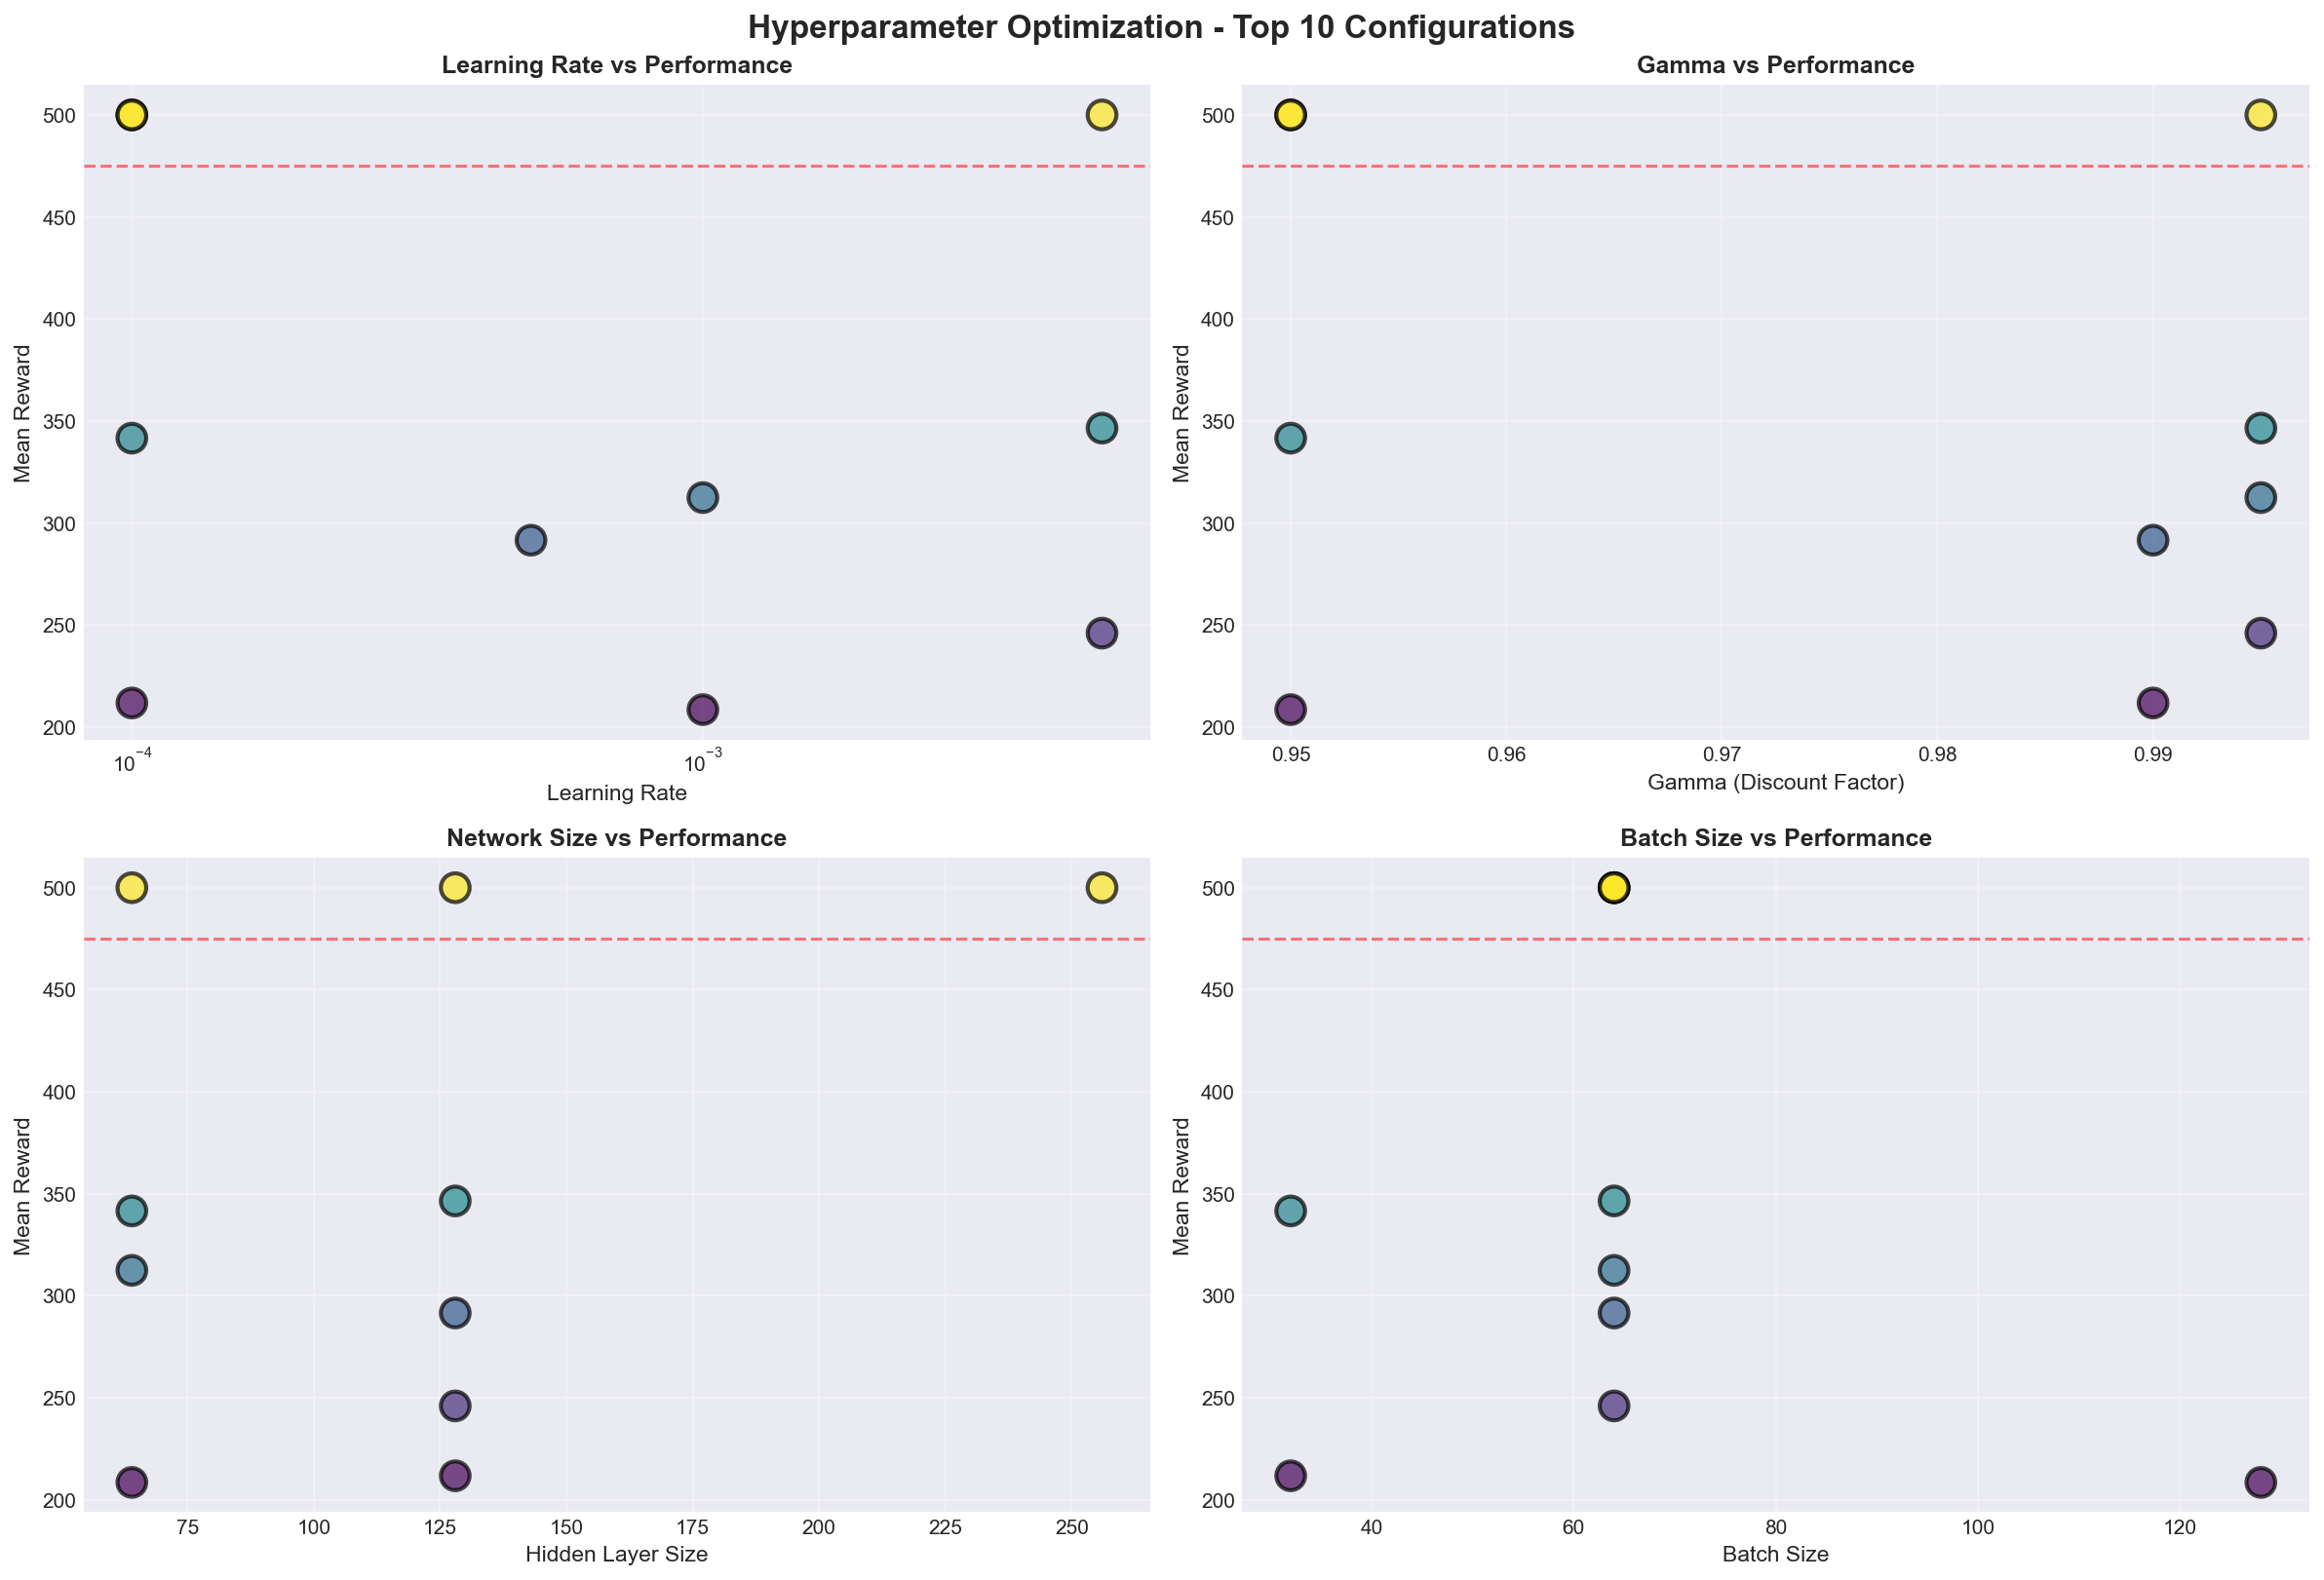 Hyperparameter Optimization - Top 10 Configurations
Learning Rate vs Performance
500
450
400
350
300
250
200
Mean Reward
10⁻⁴ 10⁻³
Learning Rate
Gamma vs Performance
500
450
400
350
300
250
200
Mean Reward
0.95 0.96 0.97 0.98 0.99
Gamma (Discount Factor)
Network Size vs Performance
500
450
400
350
300
250
200
Mean Reward
75 100 125 150 175 200 225 250
Hidden Layer Size
Batch Size vs Performance
500
450
400
350
300
250
200
Mean Reward
40 60 80 100 120
Batch Size